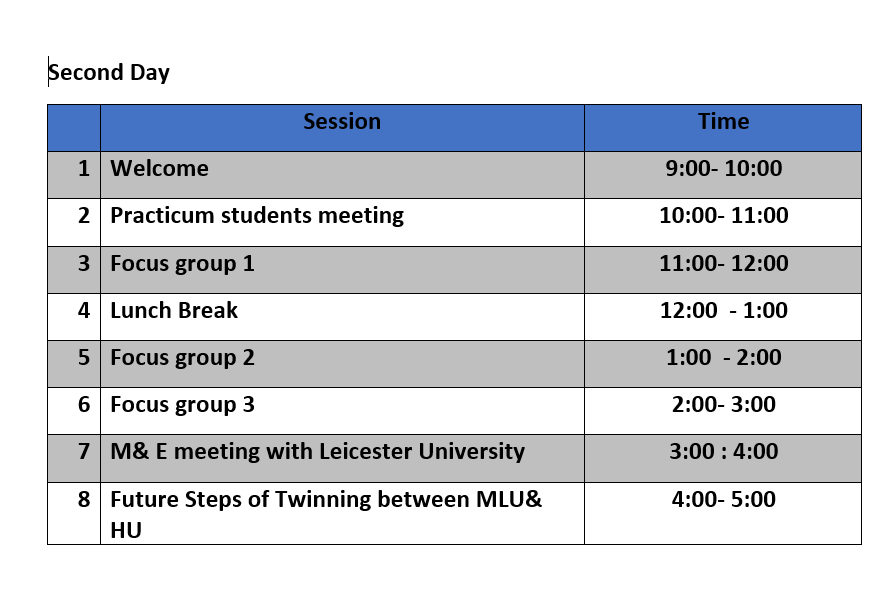 Second Day
Session Time
1 Welcome 9:00- 10:00
2 Practicum students meeting 10:00- 11:00
3 Focus group 1 11:00- 12:00
4 Lunch Break 12:00  - 1:00
5 Focus group 2 1:00  - 2:00
6 Focus group 3 2:00- 3:00
7 M& E meeting with Leicester University 3:00 : 4:00
8 Future Steps of Twinning between MLU& 4:00- 5:00
HU